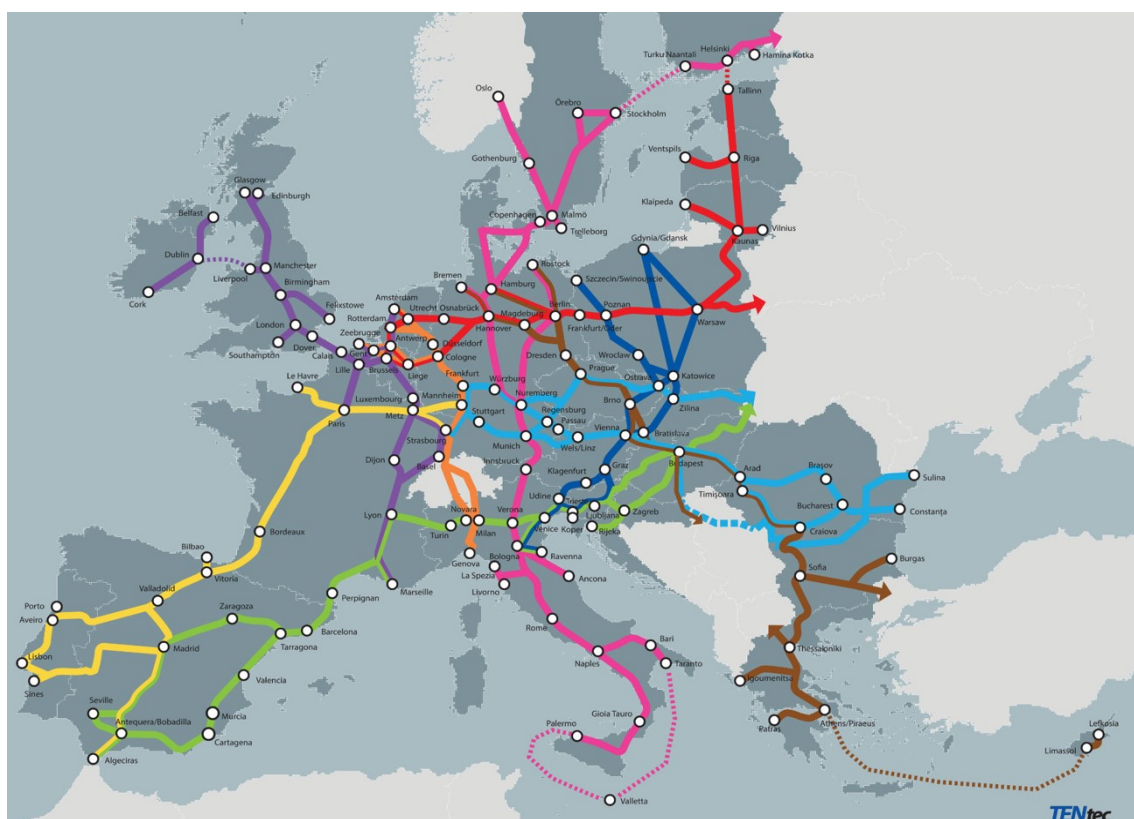 Helsinki
Turku Naantali
Hamina Kotka
Oslo
Tallinn
Örebro
Stockholm
Ventspils
Riga
Gothenburg
Glasgow
Edinburgh
Klaipeda
Belfast
Copenhagen
Malmö
Trelleborg
Kaunas
Vilnius
Gdynia/Gdansk
Dublin
Liverpool
Manchester
Cork
Birmingham
Felixstowe
Bremen
Hamburg
Rostock
Szczecin/Swinoujscie
Amsterdam
Utrecht
Osnabrück
Magdeburg
Berlin
Poznan
Rotterdam
Zeebrugge
Hannover
Frankfurt/Oder
Warsaw
London
Dover
Southampton
Calais
Gent
Antwerp
Düsseldorf
Cologne
Lille
Brussels
Liege
Dresden
Wroclaw
Prague
Ostrava
Katowice
Le Havre
Frankfurt
Würzburg
Luxembourg
Mannheim
Nuremberg
Brno
Zilina
Paris
Metz
Stuttgart
Regensburg
Passau
Strasbourg
Munich
Wels/Linz
Vienna
Bratislava
Dijon
Basel
Innsbruck
Klagenfurt
Graz
Budapest
Arad
Brașov
Sulina
Timișoara
Bucharest
Constanța
Craiova
Udine
Trieste
Ljubljana
Zagreb
Lyon
Novara
Turin
Milan
Verona
Venice
Koper
Rijeka
Bordeaux
Genova
Bologna
Ravenna
La Spezia
Livorno
Ancona
Bilbao
Vitoria
Marseille
Sofia
Burgas
Porto
Aveiro
Valladolid
Perpignan
Zaragoza
Barcelona
Tarragona
Rome
Madrid
Lisbon
Sines
Naples
Bari
Taranto
Thessaloniki
Igoumenitsa
Valencia
Seville
Murcia
Antequera/Bobadilla
Cartagena
Algeciras
Gioia Tauro
Palermo
Patras
Athens/Piraeus
Valletta
Lefkosia
Limassol
TENtec